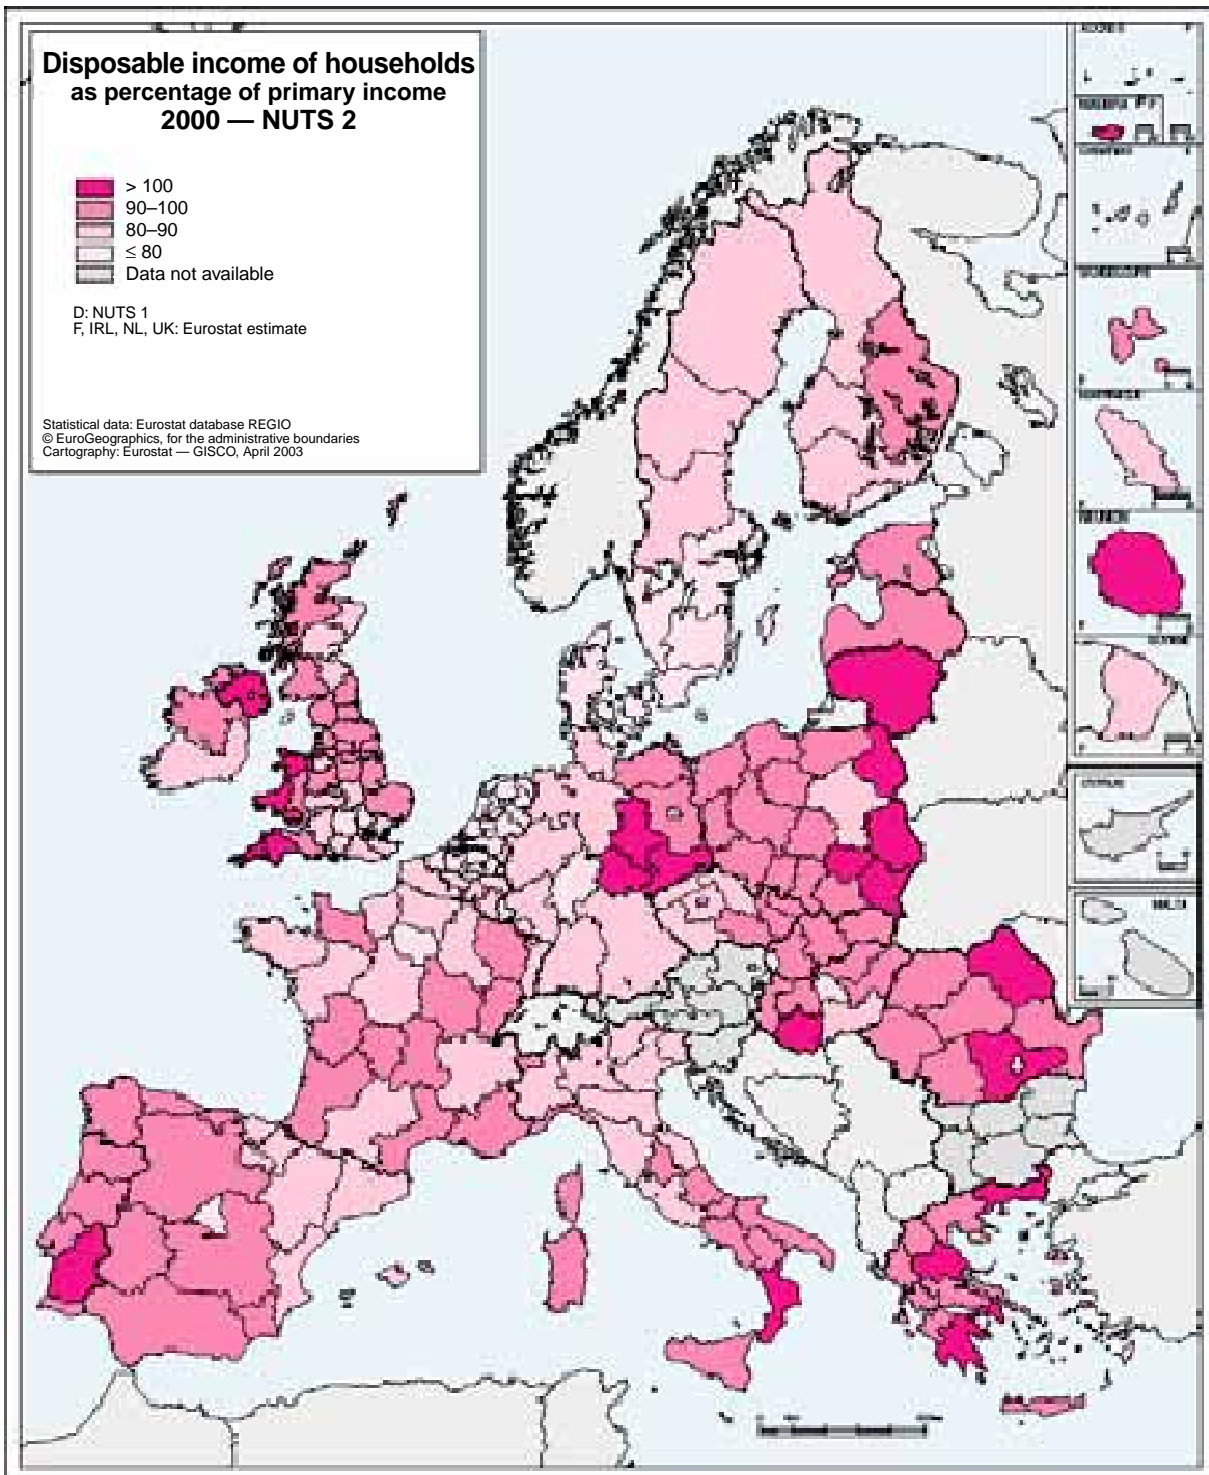 Disposable income of households
as percentage of primary income
2000 — NUTS 2
> 100
90–100
80–90
≤ 80
Data not available
D: NUTS 1
F, IRL, NL, UK: Eurostat estimate
Statistical data: Eurostat database REGIO
© EuroGeographics, for the administrative boundaries
Cartography: Eurostat — GISCO, April 2003